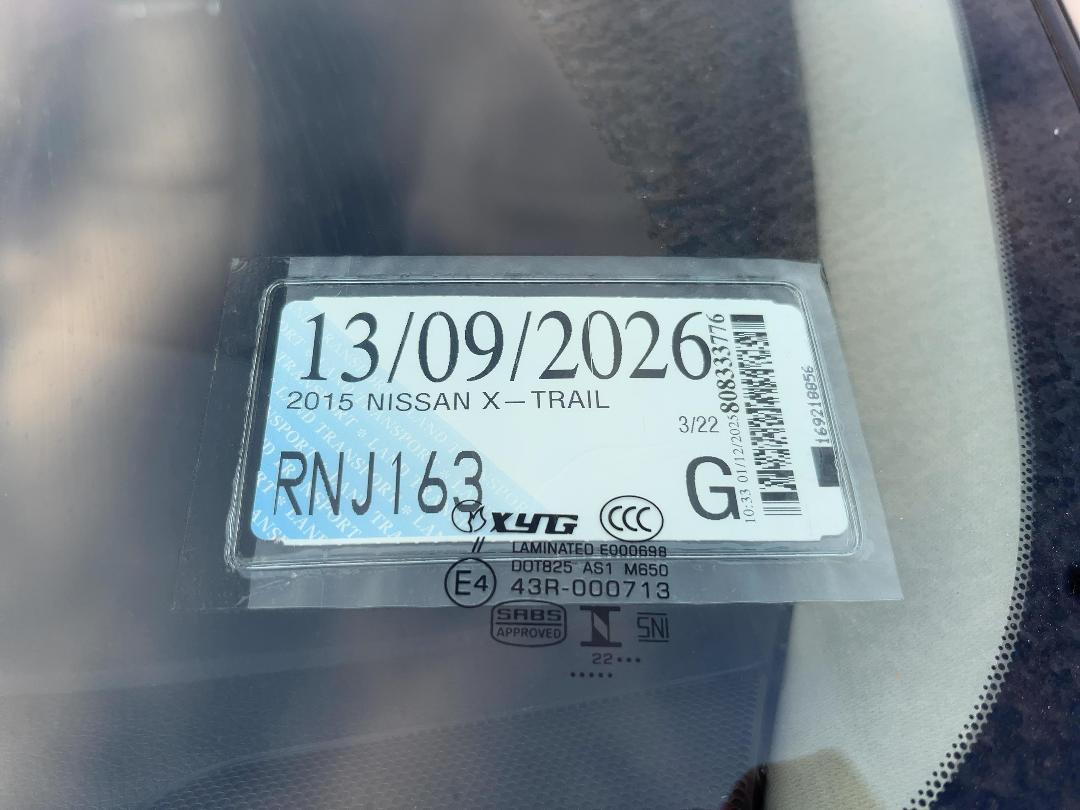 13/09/2026
2015 NISSAN X-TRAIL
3/22
RNJ163
G
10:33 01/12/2025
808333776
169218856
XYG
CCC
//
LAMINATED E000698
DOT825 AS1 M650
E4
43R-000713
SABS
APPROVED
N
SNI
22•••
•••••